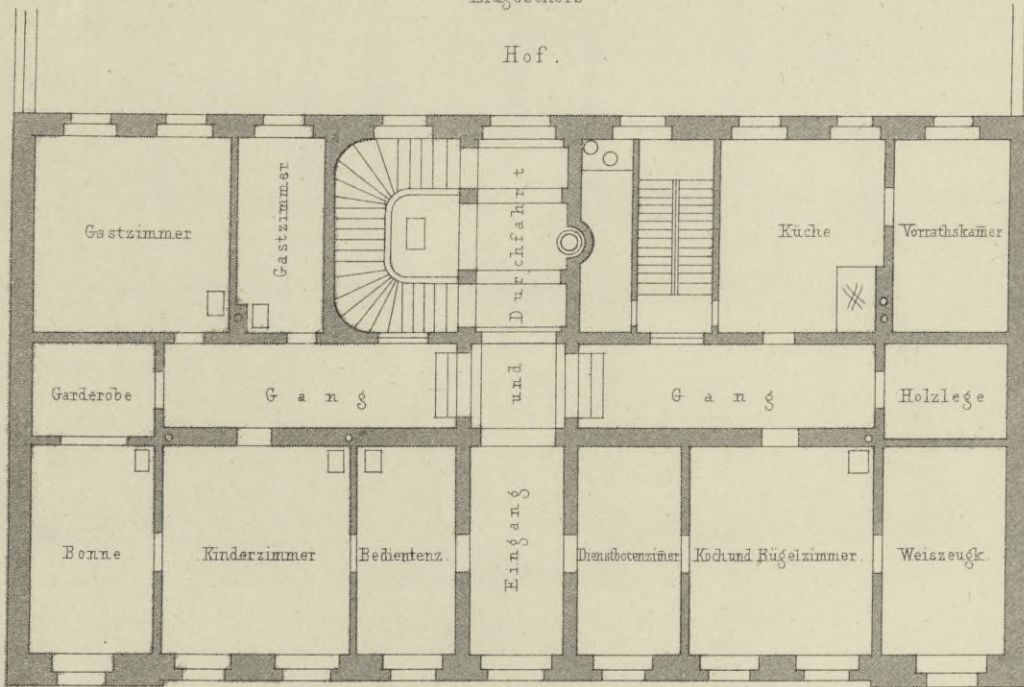 Erdgeschoſs
Hof.
Gastzimmer
Gastzimmer
Durchfahrt
Küche
Vorrathskamer
Garderobe
Gang
und
Gang
Holzlege
Bonne
Kinderzimmer
Bedientenz.
Eingang
Dienstbotenzimer
Koch und Bügelzimmer.
Weiszeugk.